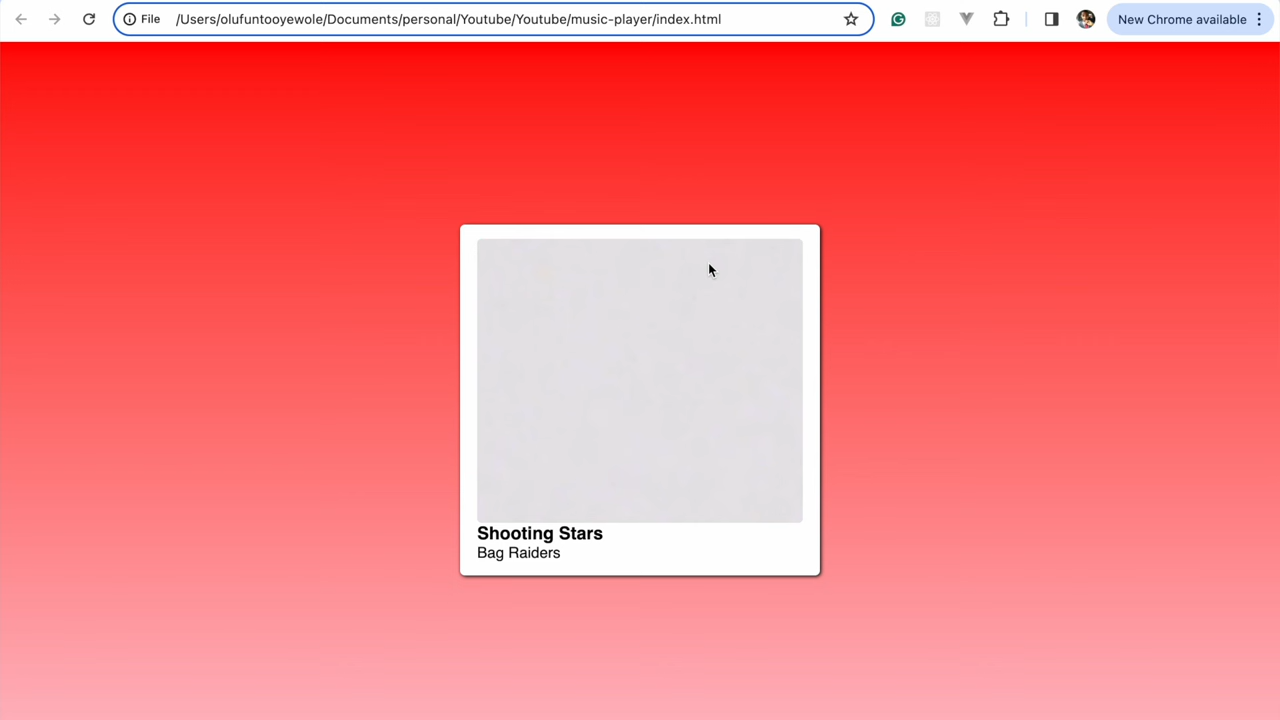 File
/Users/olufuntooyewole/Documents/personal/Youtube/Youtube/music-player/index.html
New Chrome available
Shooting Stars
Bag Raiders